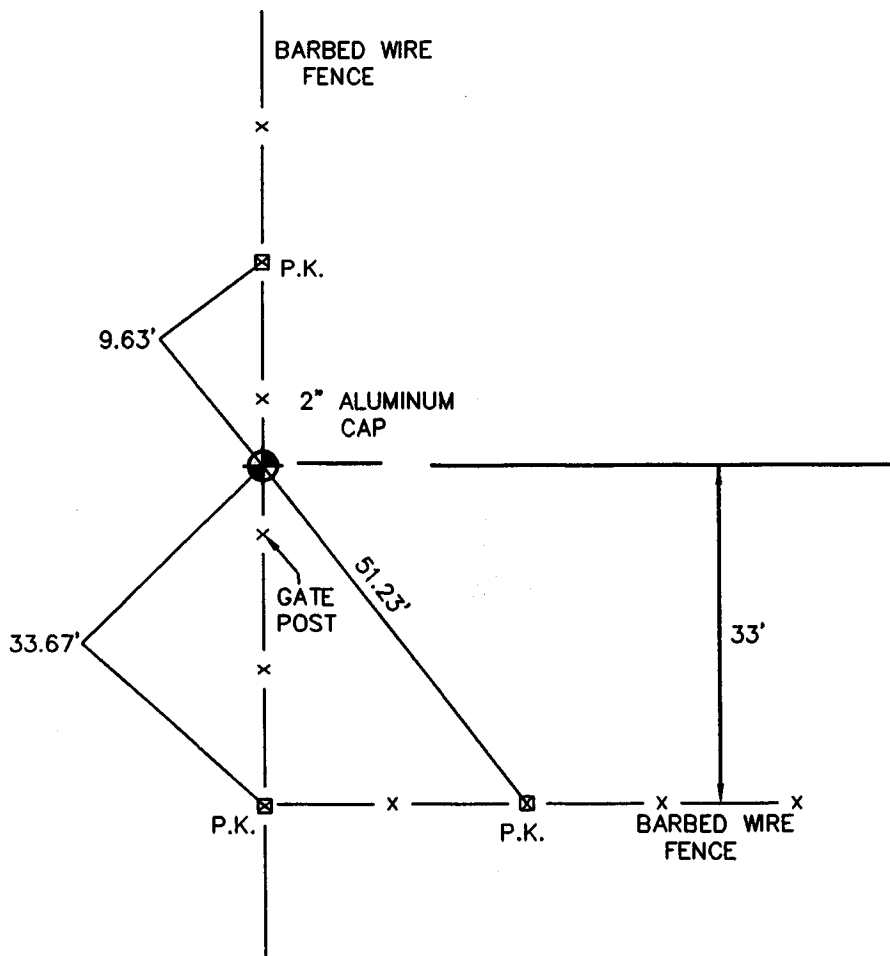 BARBED WIRE
FENCE
P.K.
9.63'
2" ALUMINUM
CAP
51.23'
GATE
POST
33.67'
33'
P.K.
P.K.
BARBED WIRE
FENCE